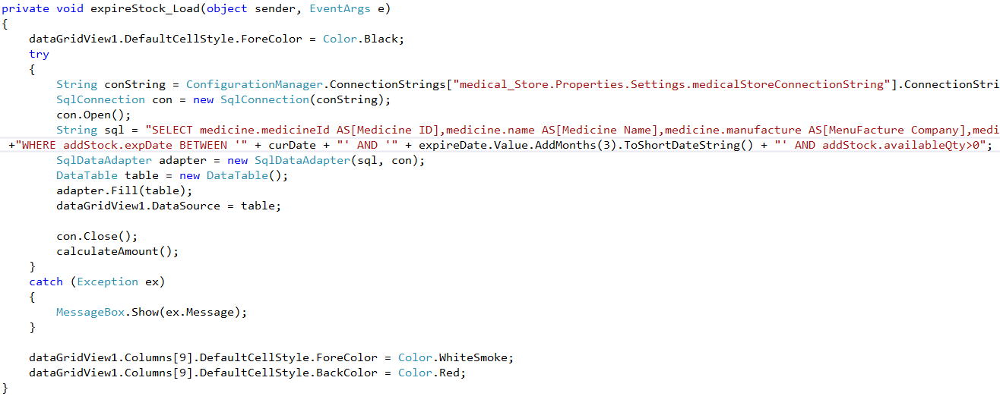 private void expireStock_Load(object sender, EventArgs e)
{
    dataGridView1.DefaultCellStyle.ForeColor = Color.Black;
    try
    {
        String conString = ConfigurationManager.ConnectionStrings["medical_Store.Properties.Settings.medicalStoreConnectionString"].ConnectionStri
        SqlConnection con = new SqlConnection(conString);
        con.Open();
        String sql = "SELECT medicine.medicineId AS[Medicine ID],medicine.name AS[Medicine Name],medicine.manufacture AS[MenuFacture Company],medi
 +"WHERE addStock.expDate BETWEEN '" + curDate + "' AND '" + expireDate.Value.AddMonths(3).ToShortDateString() + "' AND addStock.availableQty>0";
        SqlDataAdapter adapter = new SqlDataAdapter(sql, con);
        DataTable table = new DataTable();
        adapter.Fill(table);
        dataGridView1.DataSource = table;

        con.Close();
        calculateAmount();
    }
    catch (Exception ex)
    {
        MessageBox.Show(ex.Message);
    }

    dataGridView1.Columns[9].DefaultCellStyle.ForeColor = Color.WhiteSmoke;
    dataGridView1.Columns[9].DefaultCellStyle.BackColor = Color.Red;
}